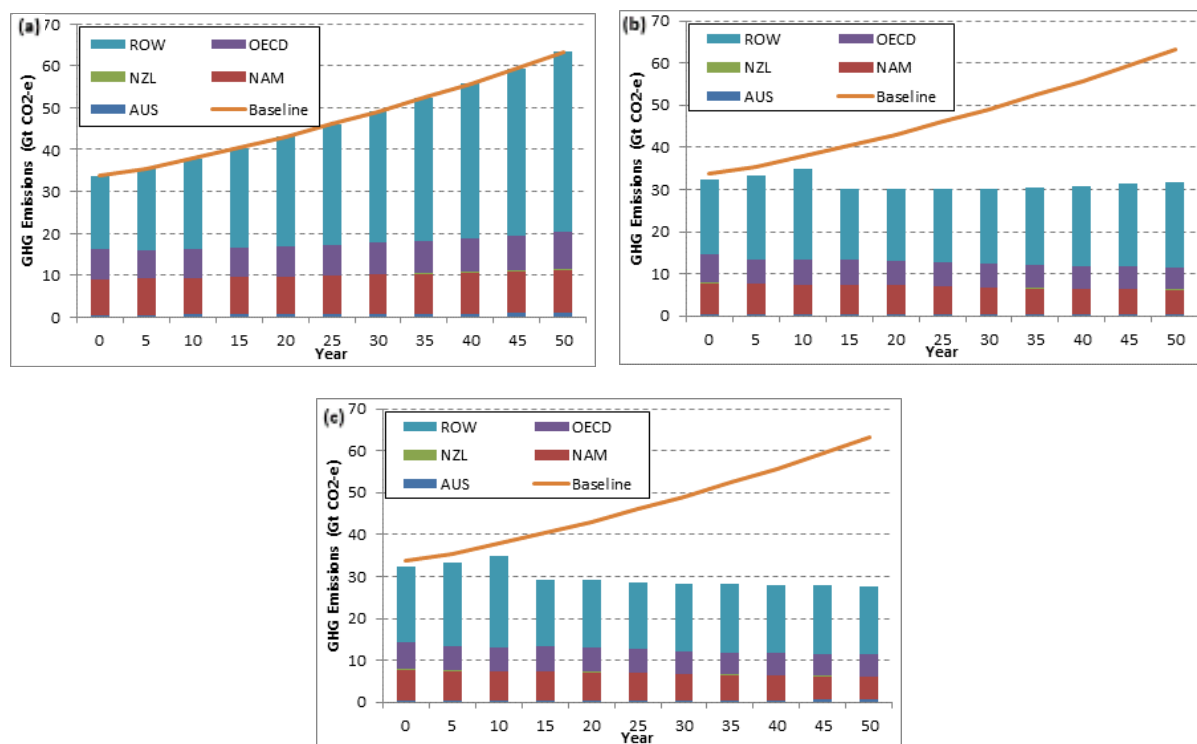 (a)
70
60
50
40
30
20
10
0
GHG Emissions (Gt CO2-e)
ROW OECD
NZL NAM
AUS Baseline
0 5 10 15 20 25 30 35 40 45 50
Year
(b)
70
60
50
40
30
20
10
0
GHG Emissions (Gt CO2-e)
ROW OECD
NZL NAM
AUS Baseline
0 5 10 15 20 25 30 35 40 45 50
Year
(c)
70
60
50
40
30
20
10
0
GHG Emissions (Gt CO2-e)
ROW OECD
NZL NAM
AUS Baseline
0 5 10 15 20 25 30 35 40 45 50
Year